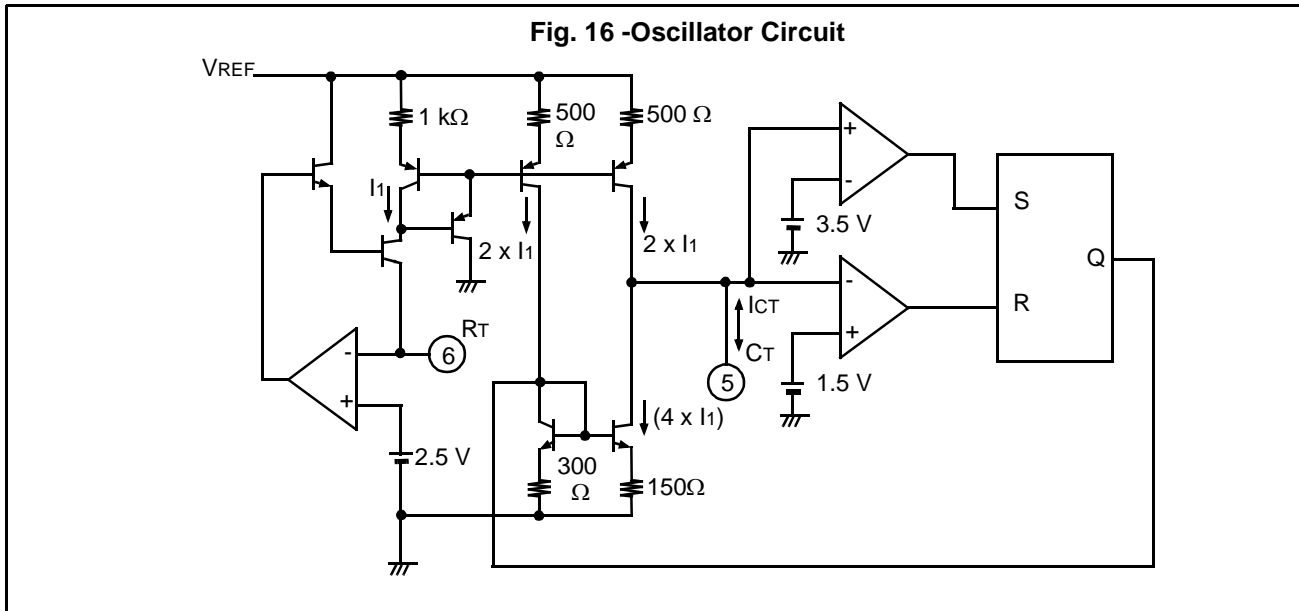 Fig. 16 -Oscillator Circuit
VREF
1 kΩ
500
Ω
500 Ω
I1
2 x I1
2 x I1
+
-
3.5 V
S
Q
R
-
+
1.5 V
ICT
CT
5
RT
6
-
+
2.5 V
(4 x I1)
300
Ω
150Ω